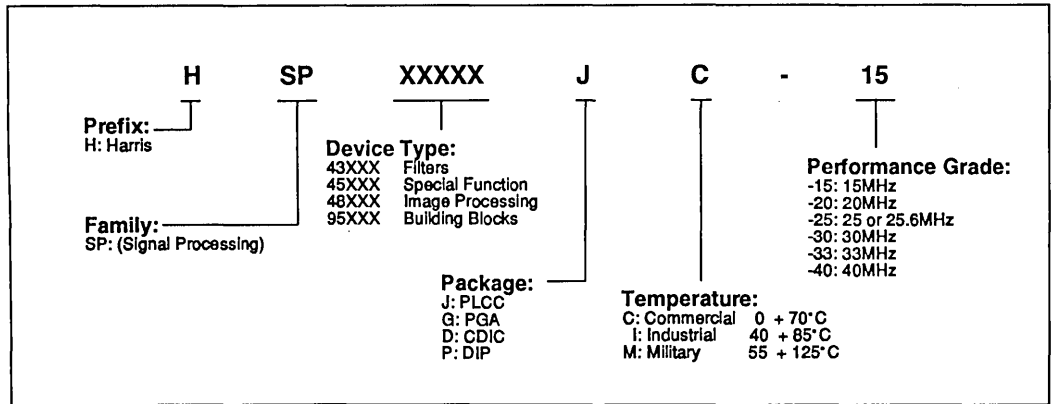 H SP XXXXX J C - 15
Prefix:
H: Harris
Family:
SP: (Signal Processing)
Device Type:
43XXX Filters
45XXX Special Function
48XXX Image Processing
95XXX Building Blocks
Package:
J: PLCC
G: PGA
D: CDIC
P: DIP
Temperature:
C: Commercial 0 + 70°C
I: Industrial 40 + 85°C
M: Military 55 + 125°C
Performance Grade:
-15: 15MHz
-20: 20MHz
-25: 25 or 25.6MHz
-30: 30MHz
-33: 33MHz
-40: 40MHz